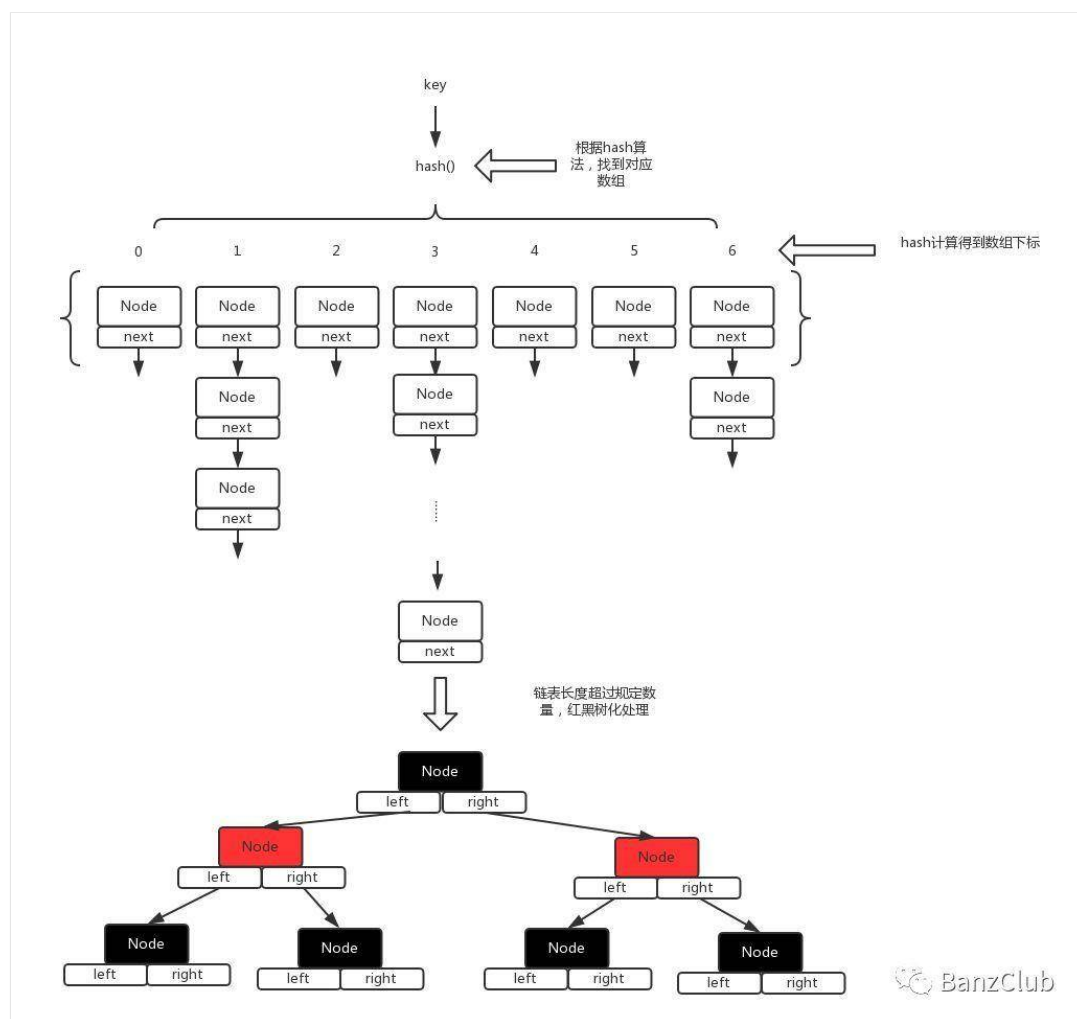 key
hash()
根据hash算
法，找到对应
数组
0 1 2 3 4 5 6
hash计算得到数组下标
Node Node Node Node Node Node Node
next next next next next next next
Node Node Node
next next next
Node
next
Node
next
链表长度超过规定数
量，红黑树化处理
Node
left right
Node Node
left right left right
Node Node Node Node
left right left right left right left right
BanzClub